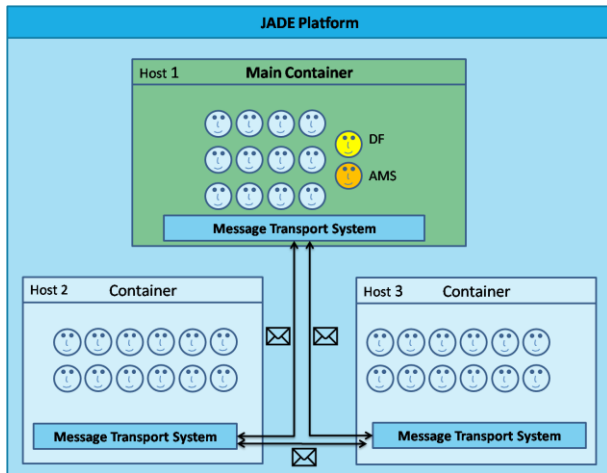 JADE Platform
Host 1 Main Container
DF
AMS
Message Transport System
Host 2 Container
Host 3 Container
Message Transport System
Message Transport System